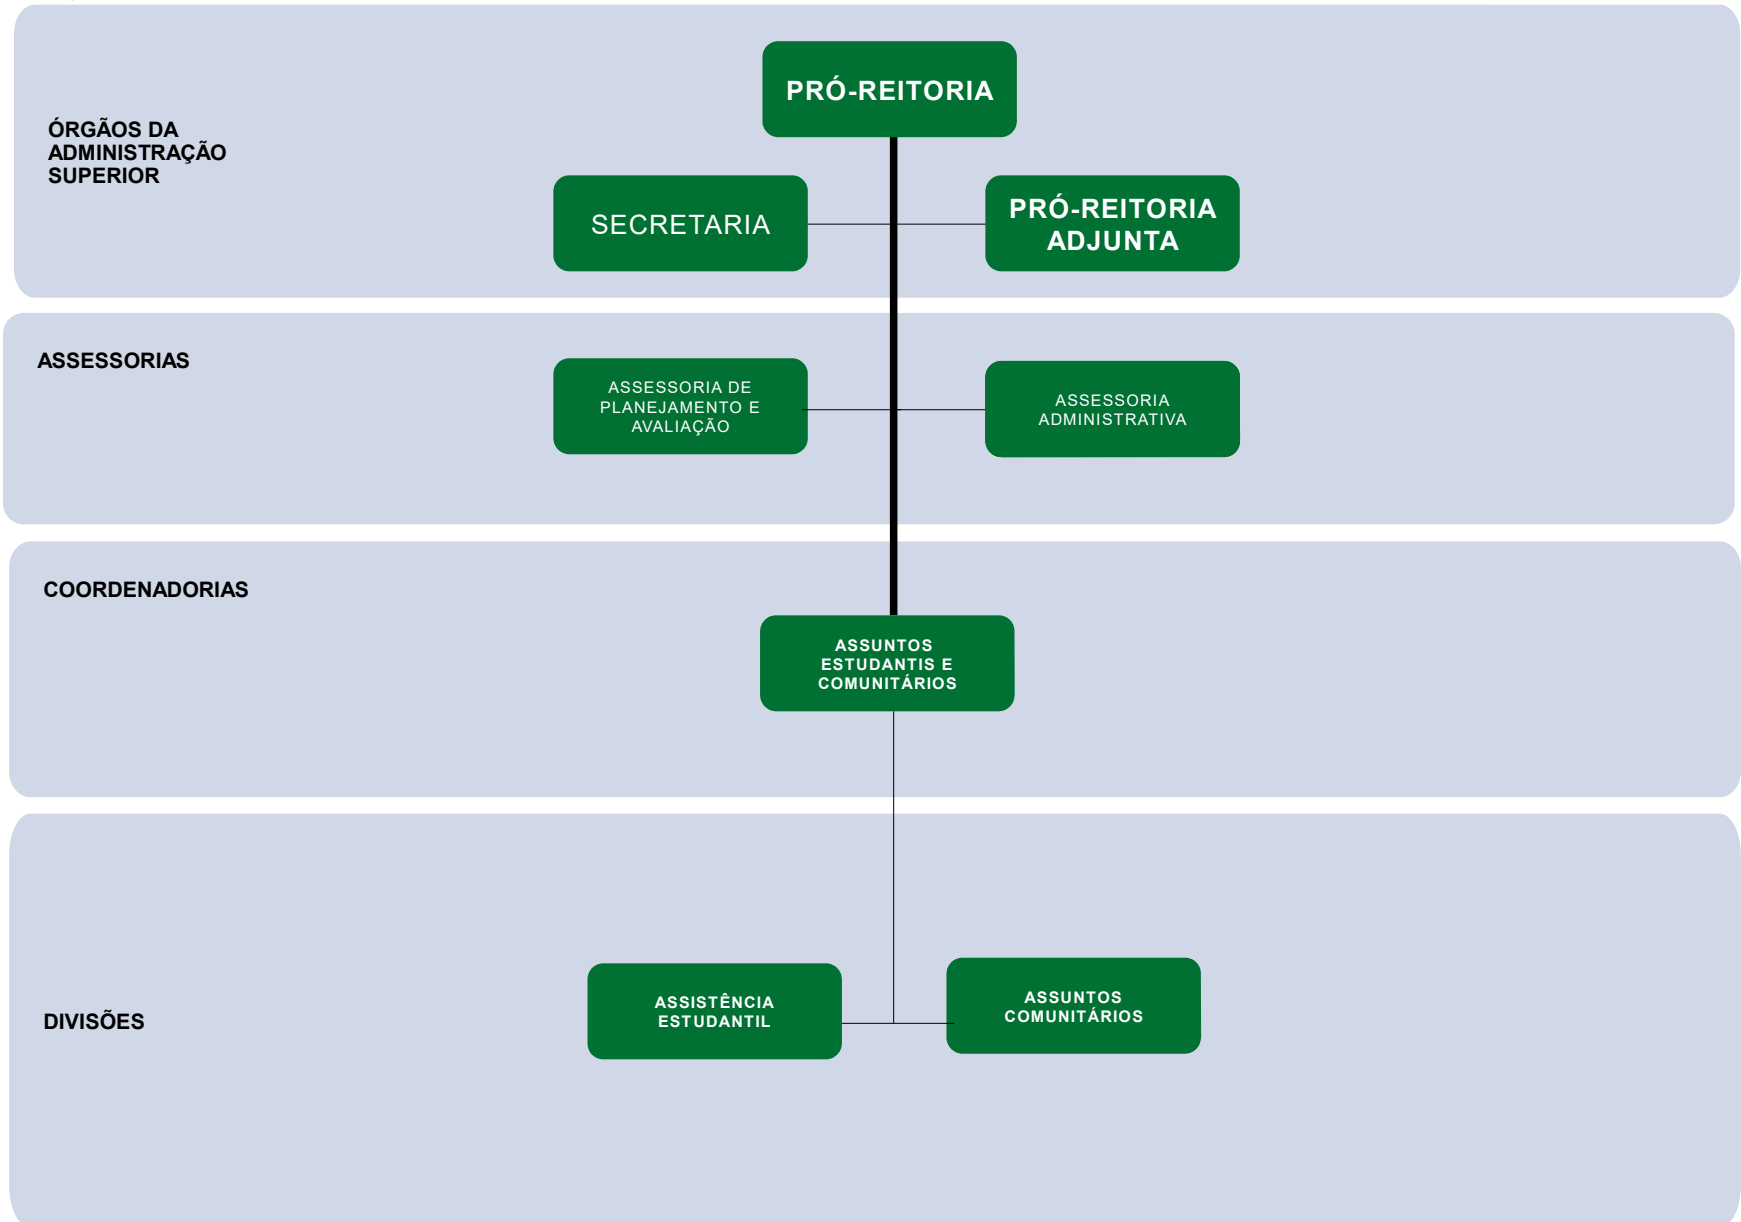 PRÓ-REITORIA
ÓRGÃOS DA
ADMINISTRAÇÃO
SUPERIOR
SECRETARIA
PRÓ-REITORIA
ADJUNTA
ASSESSORIAS
ASSESSORIA DE
PLANEJAMENTO E
AVALIAÇÃO
ASSESSORIA
ADMINISTRATIVA
COORDENADORIAS
ASSUNTOS
ESTUDANTIS E
COMUNITÁRIOS
DIVISÕES
ASSISTÊNCIA
ESTUDANTIL
ASSUNTOS
COMUNITÁRIOS